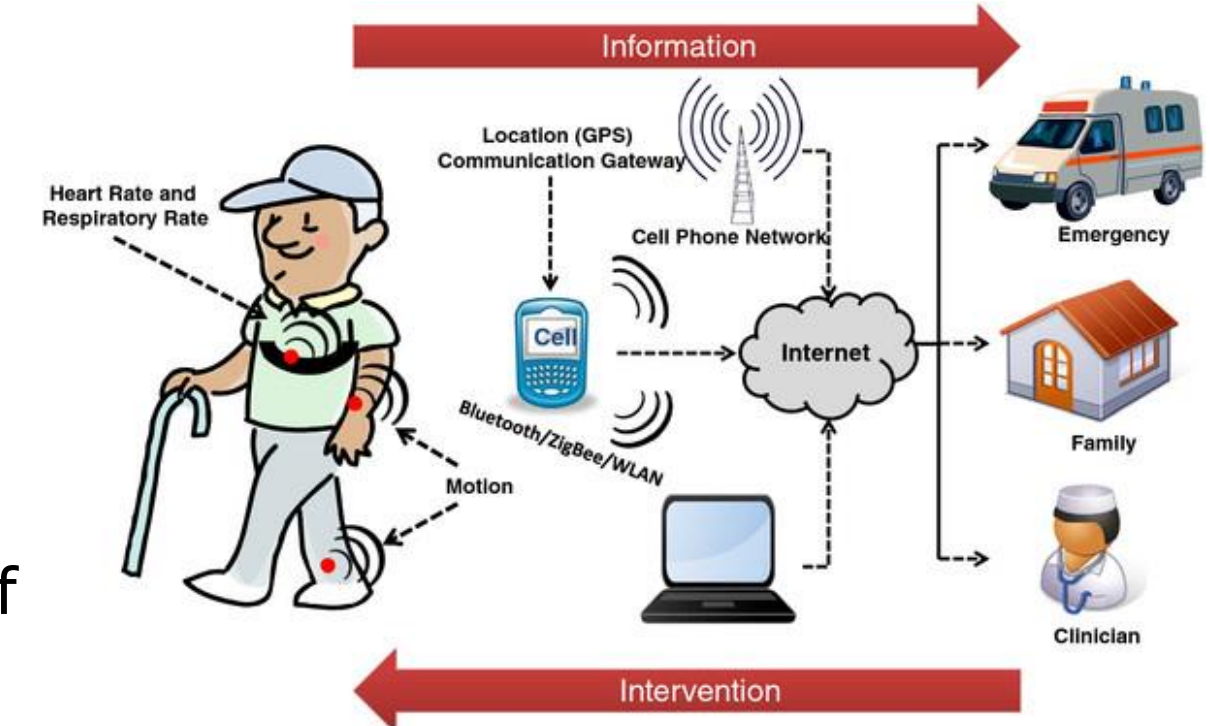 Information
Location (GPS)
Communication Gateway
Heart Rate and
Respiratory Rate
Cell Phone Network
Emergency
Cell
Internet
Bluetooth/ZigBee/WLAN
Family
Motion
f
Clinician
Intervention